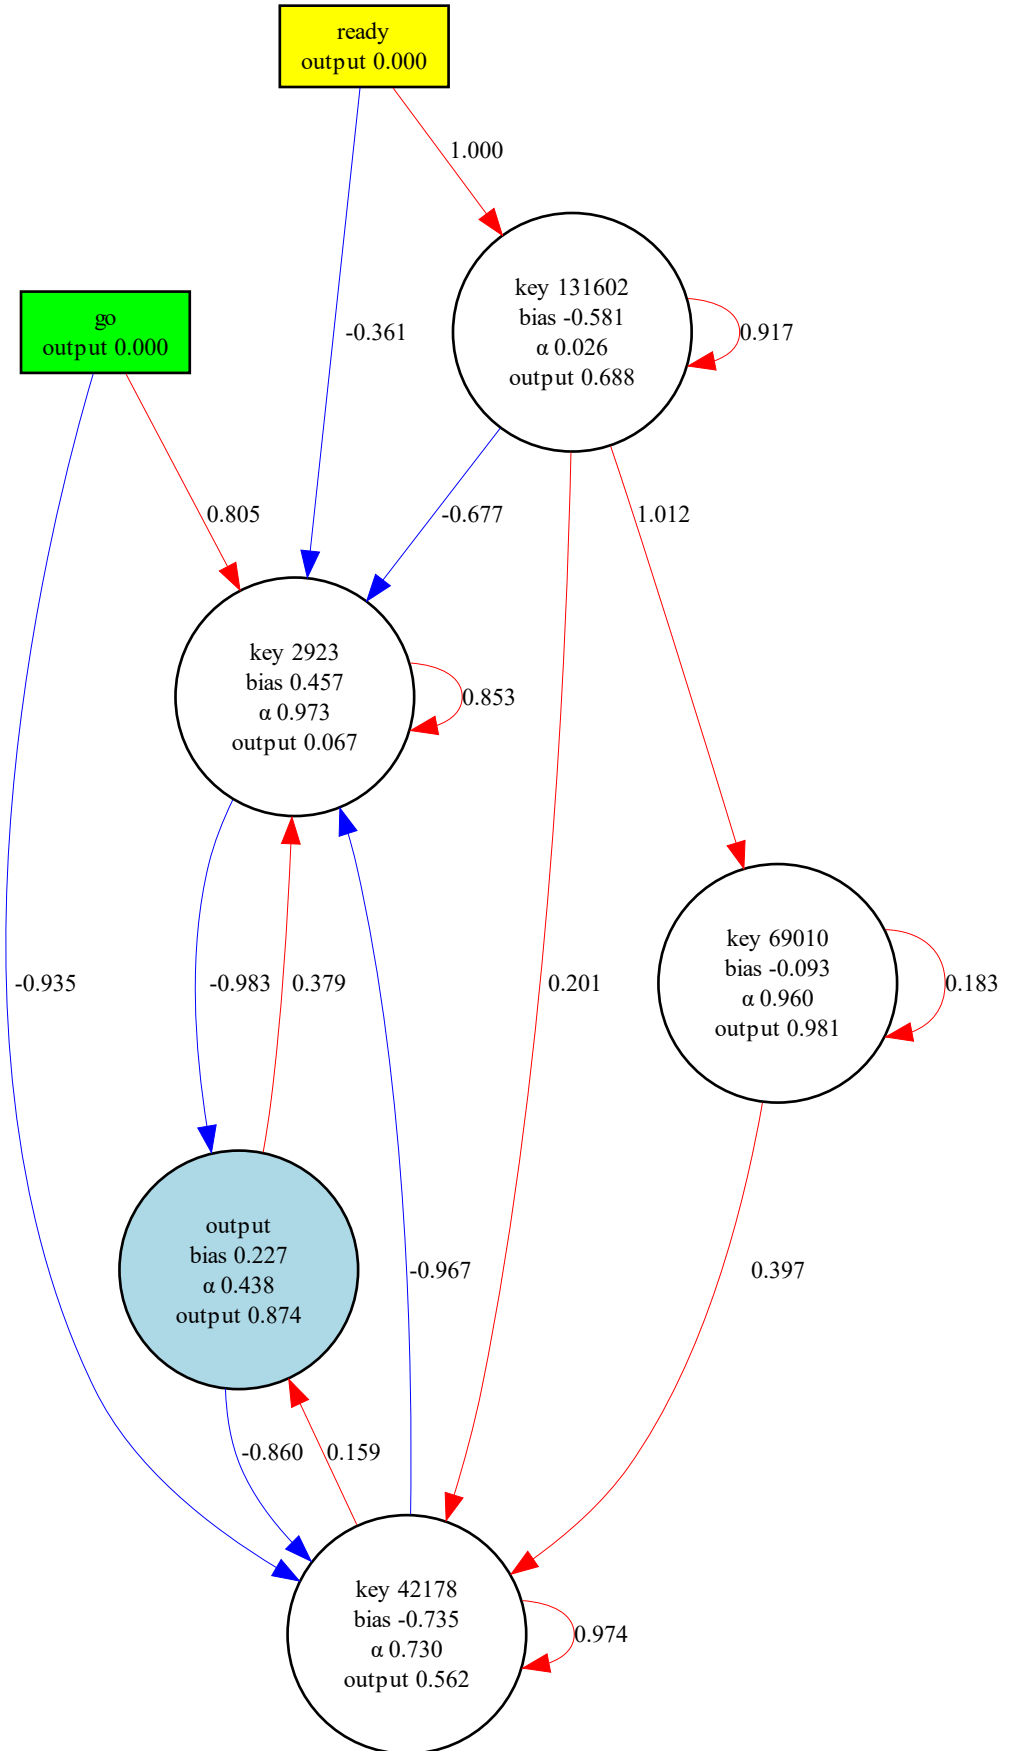 ready
output 0.000
1.000
go
output 0.000
-0.361
key 131602
bias -0.581
α 0.026
output 0.688
0.917
0.805
-0.677
1.012
key 2923
bias 0.457
α 0.973
output 0.067
0.853
-0.935
-0.983
0.379
0.201
key 69010
bias -0.093
α 0.960
output 0.981
0.183
output
bias 0.227
α 0.438
output 0.874
-0.967
0.397
-0.860
0.159
key 42178
bias -0.735
α 0.730
output 0.562
0.974